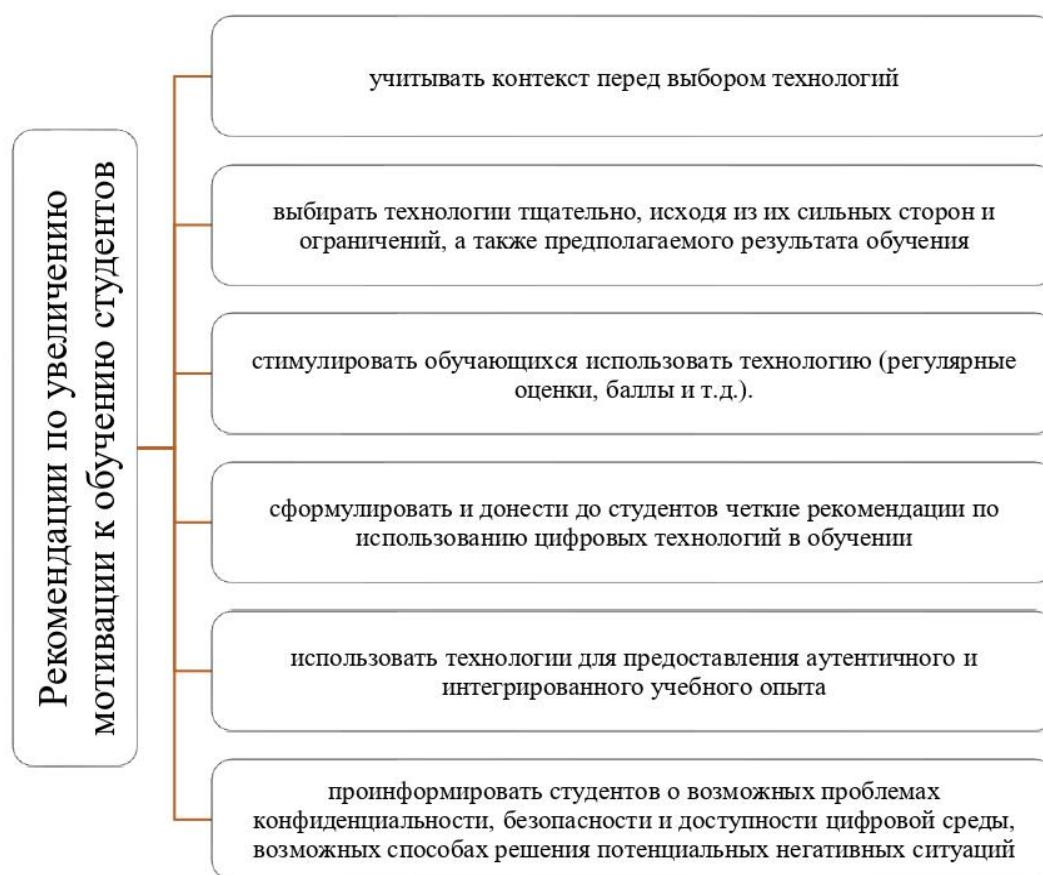 Рекомендации по увеличению
мотивации к обучению студентов
учитывать контекст перед выбором технологий
выбирать технологии тщательно, исходя из их сильных сторон и
ограничений, а также предполагаемого результата обучения
стимулировать обучающихся использовать технологию (регулярные
оценки, баллы и т.д.).
сформулировать и донести до студентов четкие рекомендации по
использованию цифровых технологий в обучении
использовать технологии для предоставления аутентичного и
интегрированного учебного опыта
проинформировать студентов о возможных проблемах
конфиденциальности, безопасности и доступности цифровой среды,
возможных способах решения потенциальных негативных ситуаций